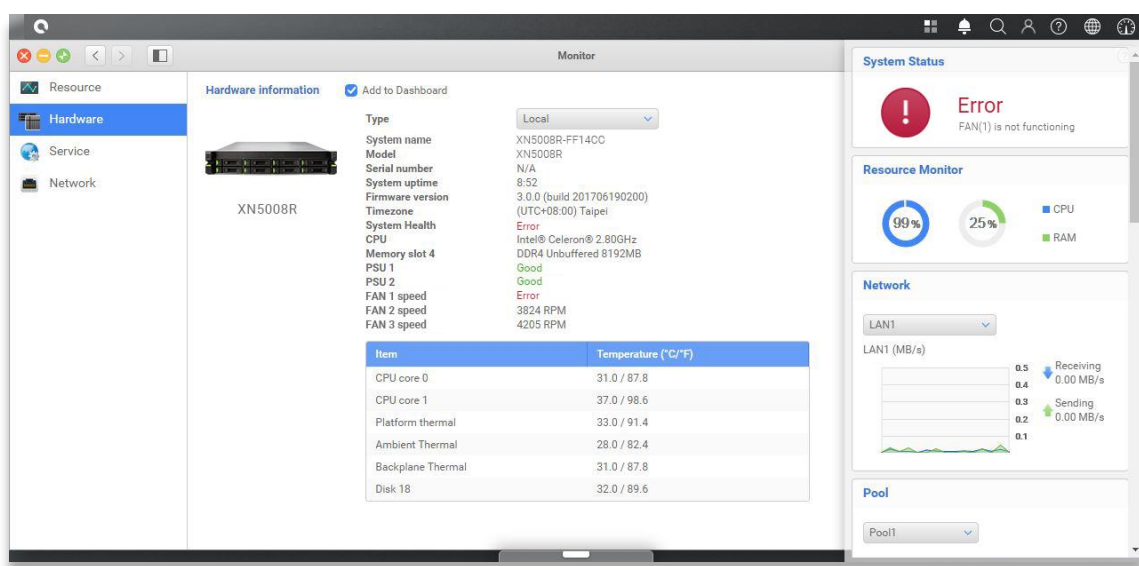 Monitor
Resource
Hardware
Service
Network
Hardware information
Add to Dashboard
XN5008R
Type Local
System name XN5008R-FF14CC
Model XN5008R
Serial number N/A
System uptime 8:52
Firmware version 3.0.0 (build 201706190200)
Timezone (UTC+08:00) Taipei
System Health Error
CPU Intel® Celeron® 2.80GHz
Memory slot 4 DDR4 Unbuffered 8192MB
PSU 1 Good
PSU 2 Good
FAN 1 speed Error
FAN 2 speed 3824 RPM
FAN 3 speed 4205 RPM
Item Temperature (°C/°F)
CPU core 0 31.0 / 87.8
CPU core 1 37.0 / 98.6
Platform thermal 33.0 / 91.4
Ambient Thermal 28.0 / 82.4
Backplane Thermal 31.0 / 87.8
Disk 18 32.0 / 89.6
System Status
Error
FAN(1) is not functioning
Resource Monitor
99%
25%
CPU
RAM
Network
LAN1
LAN1 (MB/s)
0.5
0.4
0.3
0.2
0.1
Receiving
0.00 MB/s
Sending
0.00 MB/s
Pool
Pool1